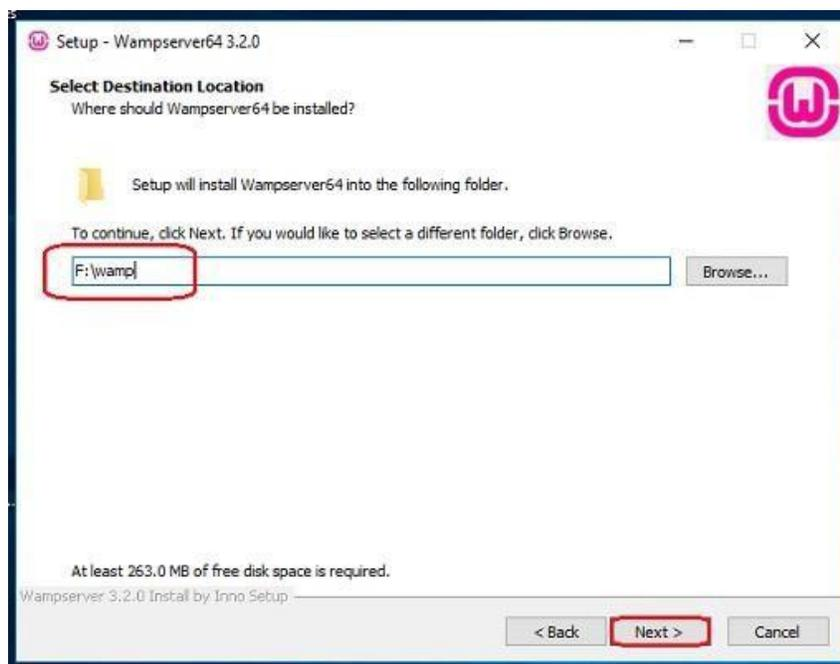 Setup - Wampserver64 3.2.0
Select Destination Location
Where should Wampserver64 be installed?
Setup will install Wampserver64 into the following folder.
To continue, click Next. If you would like to select a different folder, click Browse.
F:\wamp
Browse...
At least 263.0 MB of free disk space is required.
Wampserver 3.2.0 Install by Inno Setup
< Back
Next >
Cancel